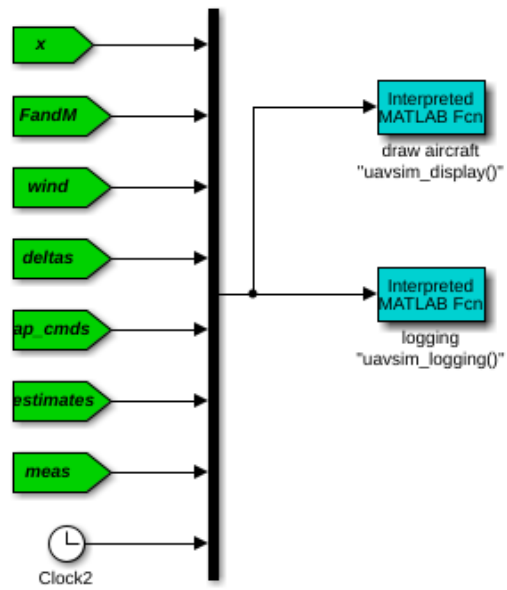 x
FandM
wind
deltas
ap_cmds
estimates
meas
Clock2
Interpreted
MATLAB Fcn
draw aircraft
"uavsim_display()"
Interpreted
MATLAB Fcn
logging
"uavsim_logging()"